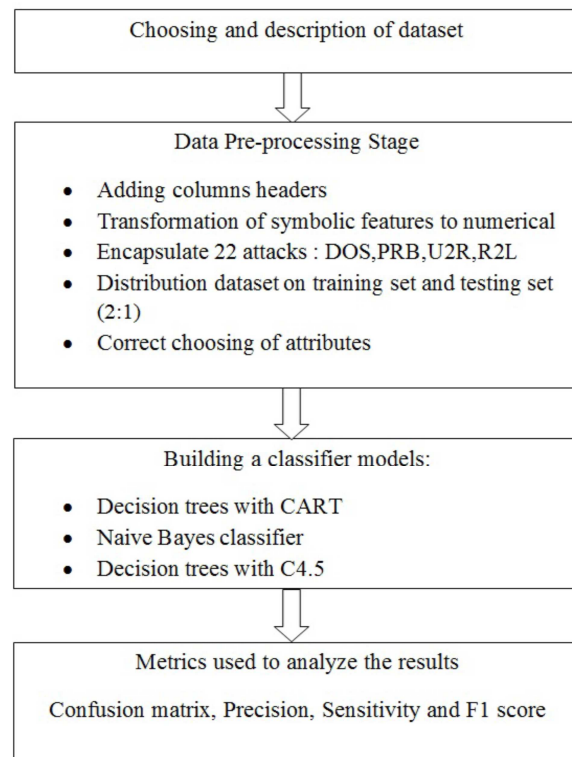 Choosing and description of dataset
Data Pre-processing Stage
• Adding columns headers
• Transformation of symbolic features to numerical
• Encapsulate 22 attacks : DOS,PRB,U2R,R2L
• Distribution dataset on training set and testing set
(2:1)
• Correct choosing of attributes
Building a classifier models:
• Decision trees with CART
• Naive Bayes classifier
• Decision trees with C4.5
Metrics used to analyze the results
Confusion matrix, Precision, Sensitivity and F1 score